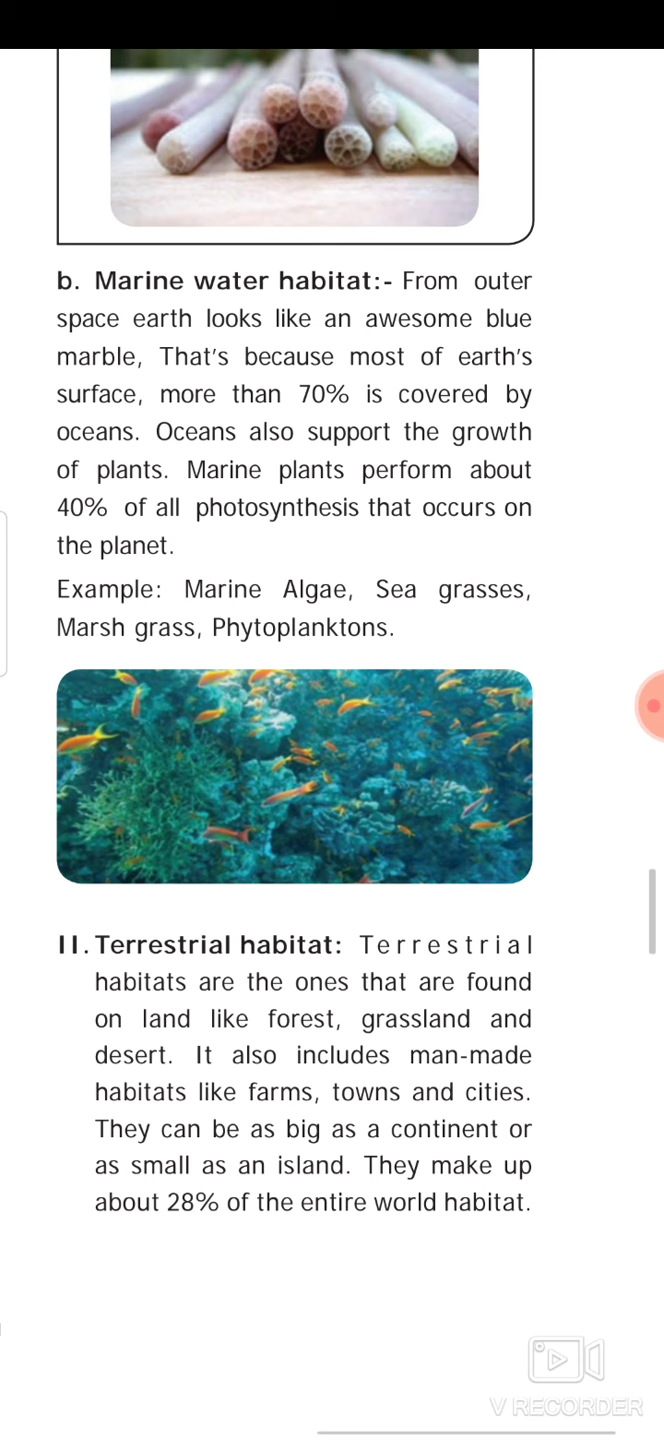 b. Marine water habitat:- From outer
space earth looks like an awesome blue
marble, That's because most of earth's
surface, more than 70% is covered by
oceans. Oceans also support the growth
of plants. Marine plants perform about
40% of all photosynthesis that occurs on
the planet.
Example: Marine Algae, Sea grasses,
Marsh grass, Phytoplanktons.
II. Terrestrial habitat: Terrestrial
habitats are the ones that are found
on land like forest, grassland and
desert. It also includes man-made
habitats like farms, towns and cities.
They can be as big as a continent or
as small as an island. They make up
about 28% of the entire world habitat.
V RECORDER